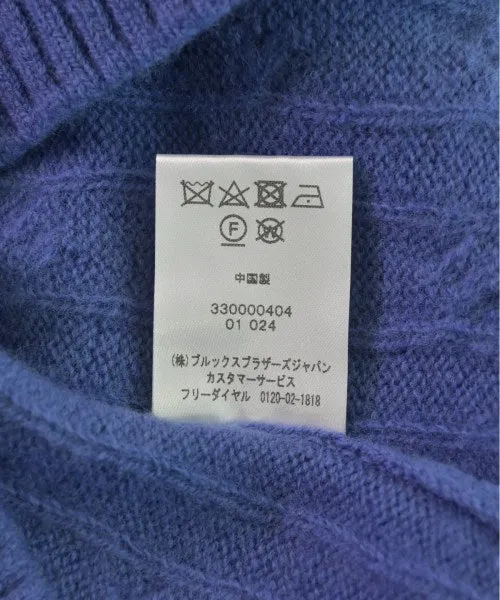 F W
中国製
330000404
01 024
(株)ブルックスブラザーズジャパン
カスタマーサービス
フリーダイヤル 0120-02-1818